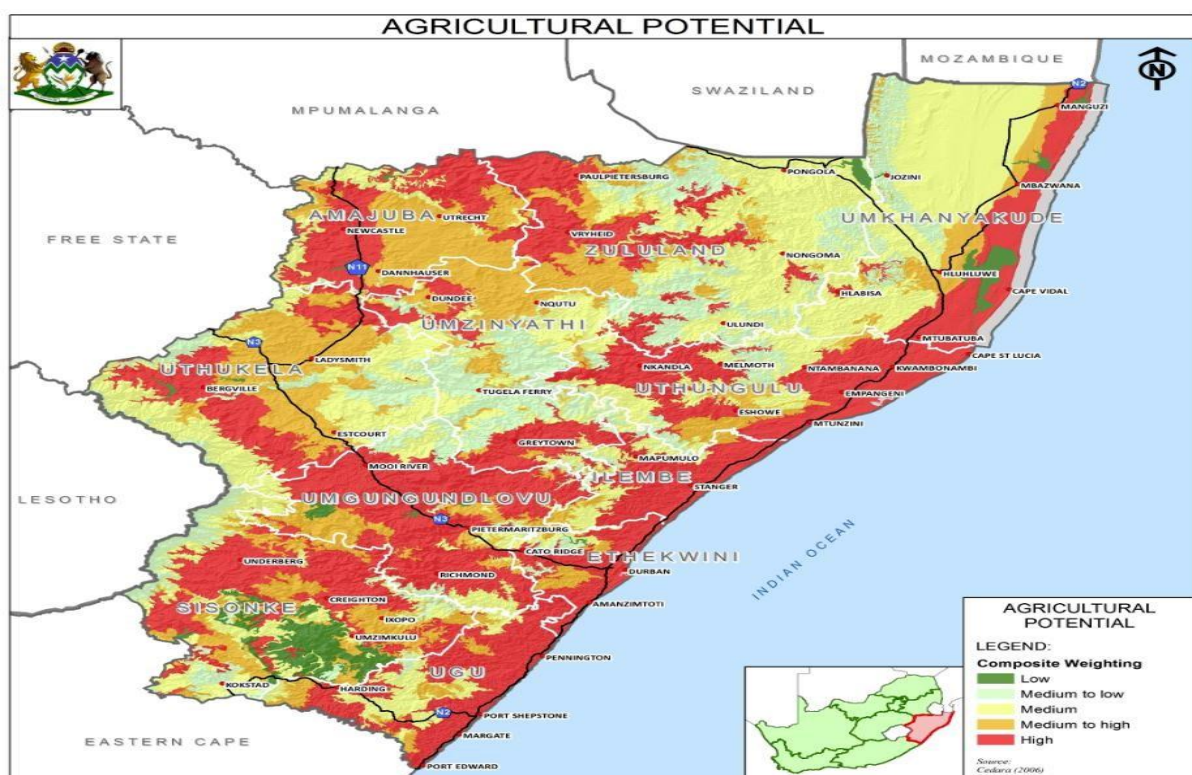 AGRICULTURAL POTENTIAL
MOZAMBIQUE
SWAZILAND
MPUMALANGA
N2
MANGUZI
PAULPIETERSBURG
PONGOLA
JOZINI
MBAZWANA
AMAJUBA
UTRECHT
UMKHANYAKUDE
NEWCASTLE
VRYHEID
FREE STATE
ZULULAND
NONGOMA
N11
DANNHAUSER
HLUHLUWE
DUNDEE
NQUTU
HLABISA
CAPE VIDAL
UMZINYATHI
ULUNDI
N3
MTUBATUBA
LADYSMITH
CAPE ST LUCIA
UTHUKELA
NKANDLA
MELMOTH
NTAMBANANA
KWAMBONAMBI
BERGVILLE
TUGELA FERRY
UTHUNGULU
EMPANGENI
ESHOWE
MTUNZINI
ESTCOURT
GREYTOWN
MAPUMULO
MOOI RIVER
ILEMBE
STANGER
LESOTHO
UMGUNGUNDLOVU
N3
PIETERMARITZBURG
CATO RIDGE
ETHEKWINI
INDIAN OCEAN
UNDERBERG
DURBAN
RICHMOND
CREIGHTON
AMANZIMTOTI
SISONKE
IXOPO
UMZIMKULU
PENNINGTON
UGU
KOKSTAD
HARDING
N2
PORT SHEPSTONE
MARGATE
EASTERN CAPE
PORT EDWARD
AGRICULTURAL
POTENTIAL
LEGEND:
Composite Weighting
Low
Medium to low
Medium
Medium to high
High
Source:
Cedara (2006)
N